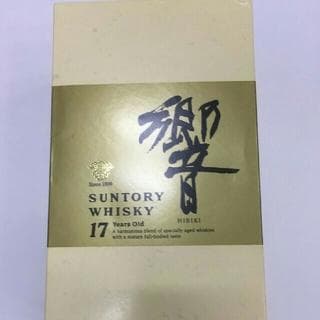 響
HIBIKI
Since 1899
SUNTORY
WHISKY
17 Years Old
A harmonious blend of specially aged whiskies
with a mature full-bodied taste